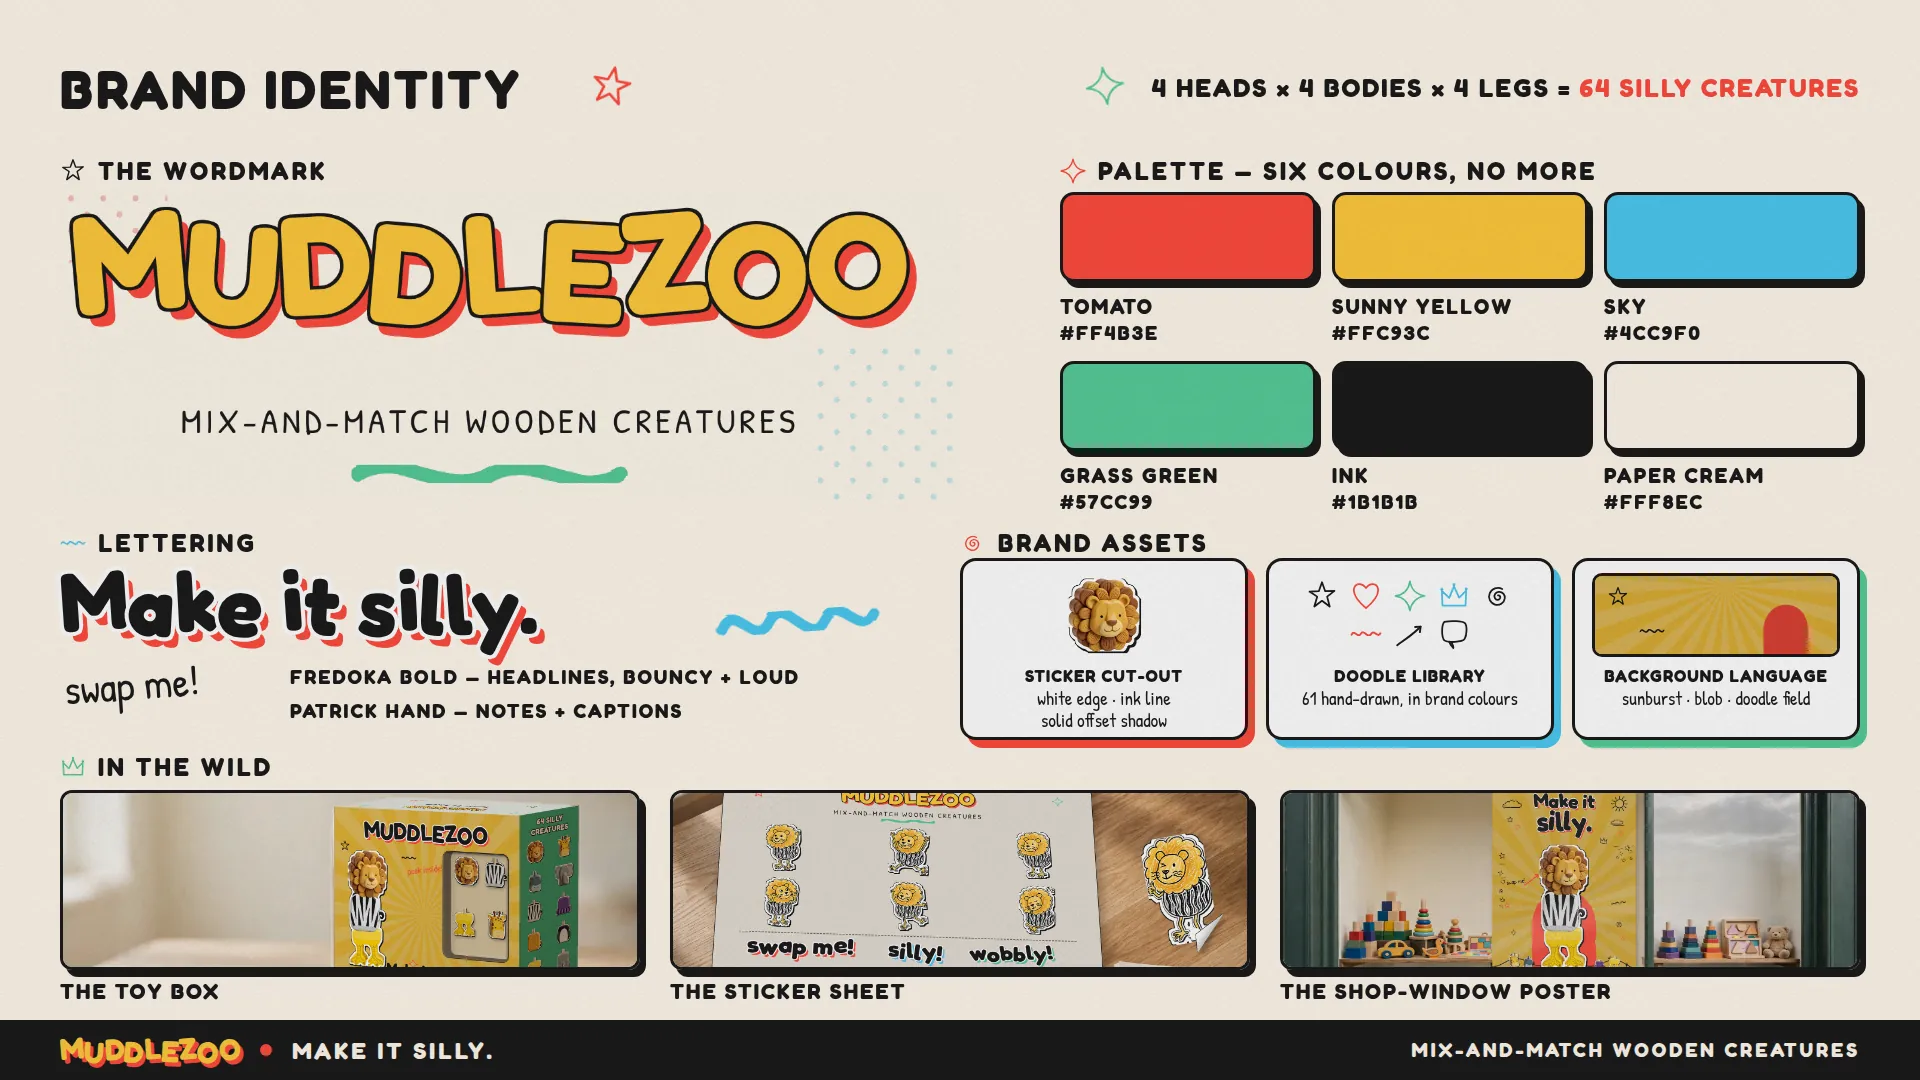 BRAND IDENTITY
4 HEADS × 4 BODIES × 4 LEGS = 64 SILLY CREATURES
THE WORDMARK
MUDDLEZOO
MIX-AND-MATCH WOODEN CREATURES
PALETTE — SIX COLOURS, NO MORE
TOMATO
#FF4B3E
SUNNY YELLOW
#FFC93C
SKY
#4CC9F0
GRASS GREEN
#57CC99
INK
#1B1B1B
PAPER CREAM
#FFF8EC
LETTERING
Make it silly.
swap me!
FREDOKA BOLD — HEADLINES, BOUNCY + LOUD
PATRICK HAND — NOTES + CAPTIONS
BRAND ASSETS
STICKER CUT-OUT
white edge · ink line
solid offset shadow
DOODLE LIBRARY
61 hand-drawn, in brand colours
BACKGROUND LANGUAGE
sunburst · blob · doodle field
IN THE WILD
MUDDLEZOO
64 SILLY
CREATURES
THE TOY BOX
MUDDLEZOO
MIX-AND-MATCH WOODEN CREATURES
swap me!
silly!
wobbly!
THE STICKER SHEET
Make it
silly.
THE SHOP-WINDOW POSTER
MUDDLEZOO • MAKE IT SILLY.
MIX-AND-MATCH WOODEN CREATURES